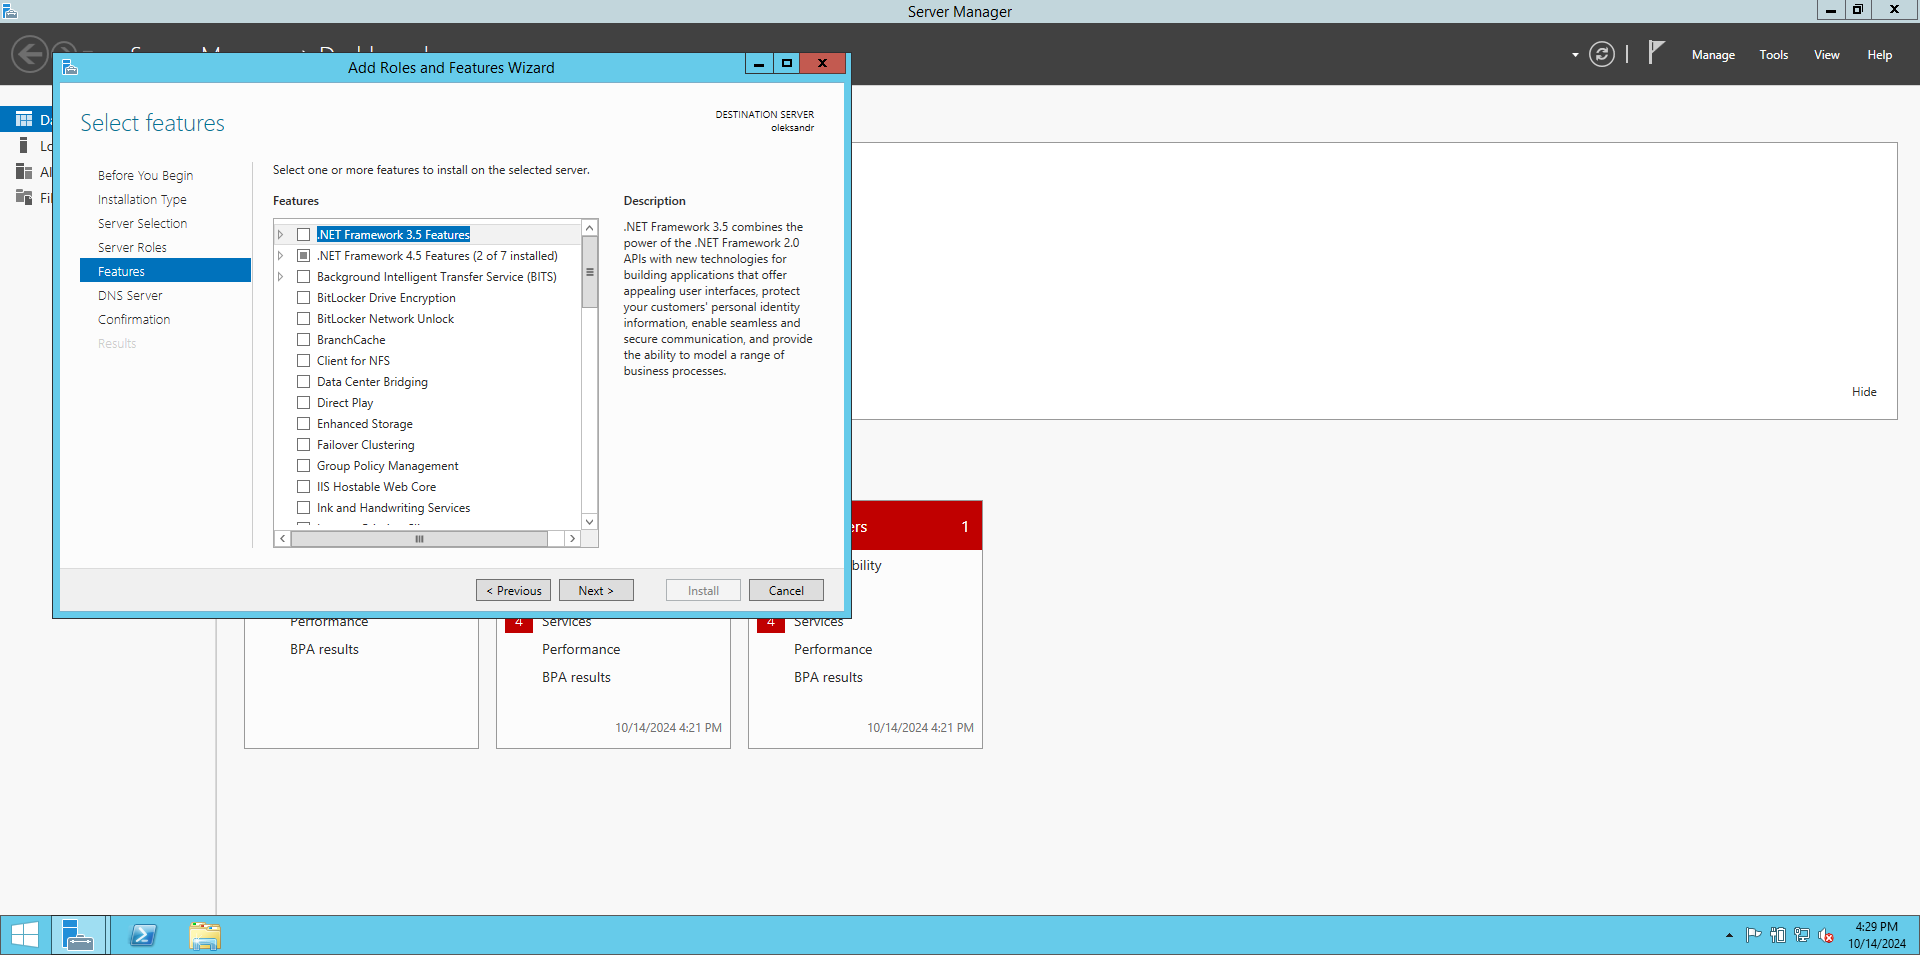 Server Manager
Manage
Tools
View
Help
Add Roles and Features Wizard
Select features
DESTINATION SERVER
oleksandr
Before You Begin
Installation Type
Server Selection
Server Roles
Features
DNS Server
Confirmation
Results
Select one or more features to install on the selected server.
Features
.NET Framework 3.5 Features
.NET Framework 4.5 Features (2 of 7 installed)
Background Intelligent Transfer Service (BITS)
BitLocker Drive Encryption
BitLocker Network Unlock
BranchCache
Client for NFS
Data Center Bridging
Direct Play
Enhanced Storage
Failover Clustering
Group Policy Management
IIS Hostable Web Core
Ink and Handwriting Services
Description
.NET Framework 3.5 combines the
power of the .NET Framework 2.0
APIs with new technologies for
building applications that offer
appealing user interfaces, protect
your customers' personal identity
information, enable seamless and
secure communication, and provide
the ability to model a range of
business processes.
< Previous
Next >
Install
Cancel
Hide
ers 1
bility
Performance
BPA results
4 Services
Performance
BPA results
10/14/2024 4:21 PM
4 Services
Performance
BPA results
10/14/2024 4:21 PM
4:29 PM
10/14/2024